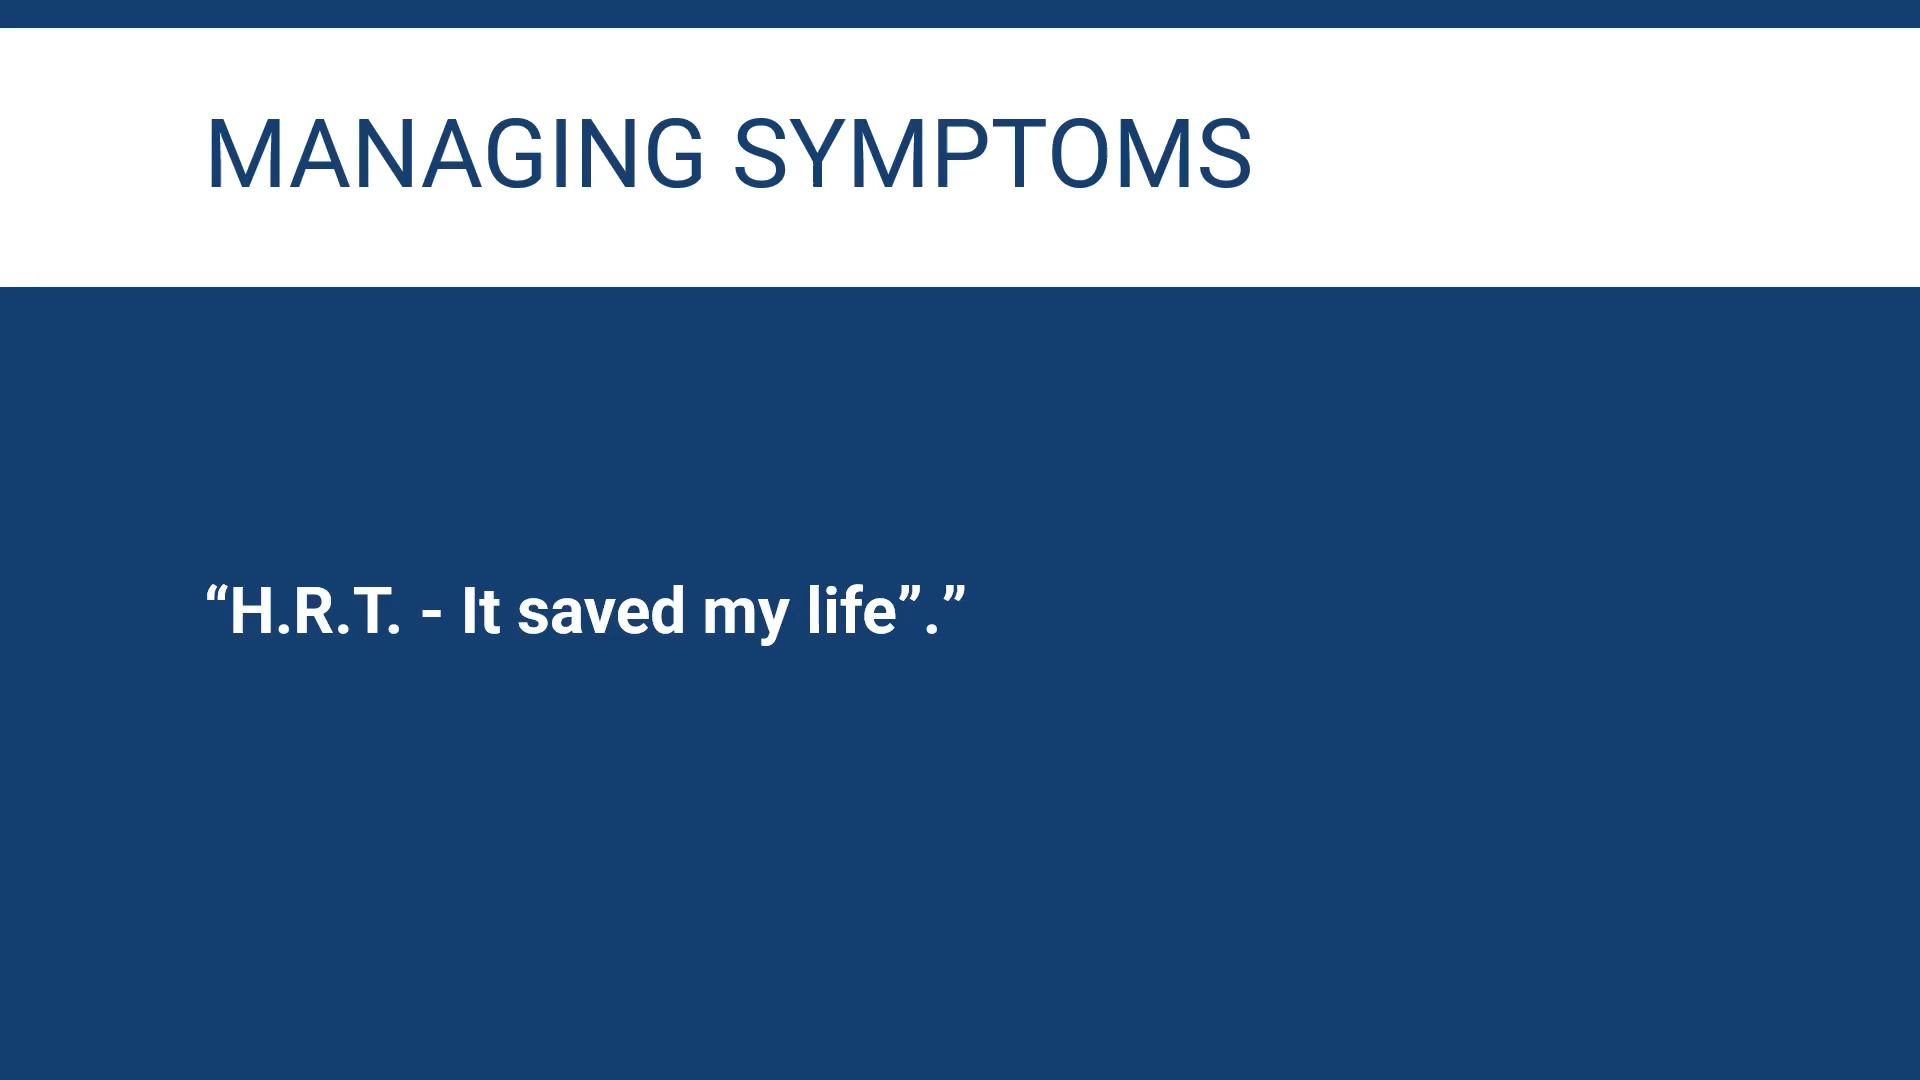 MANAGING SYMPTOMS
“H.R.T. - It saved my life”.”